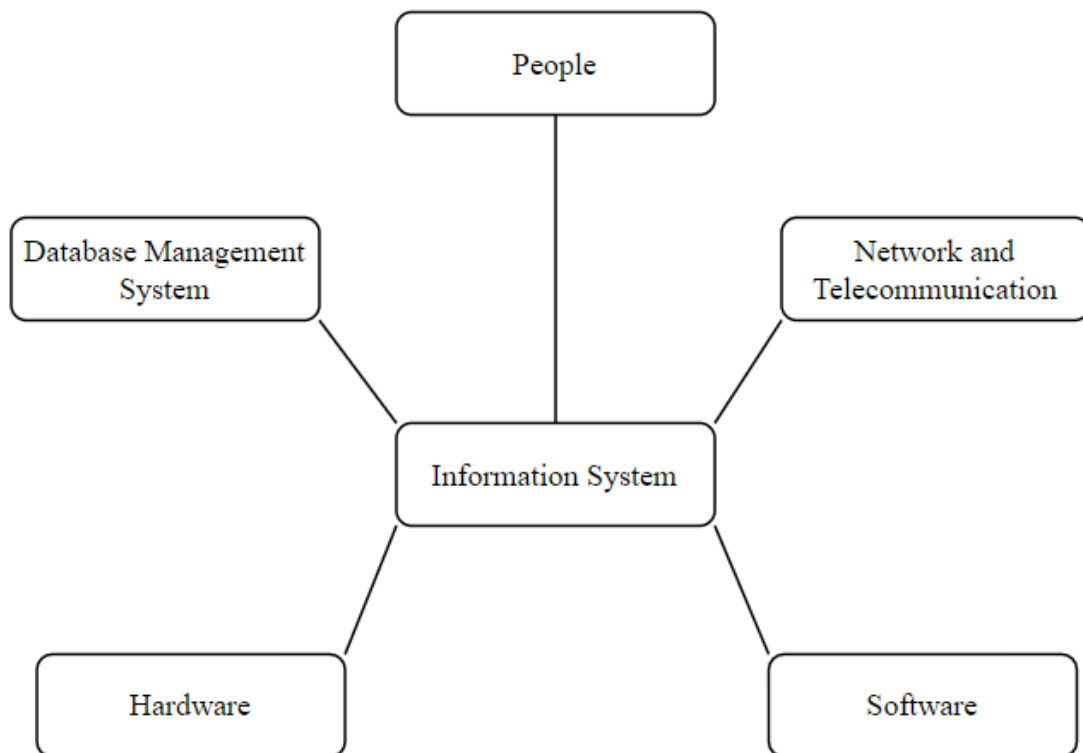 People
Database Management
System
Network and
Telecommunication
Information System
Hardware
Software